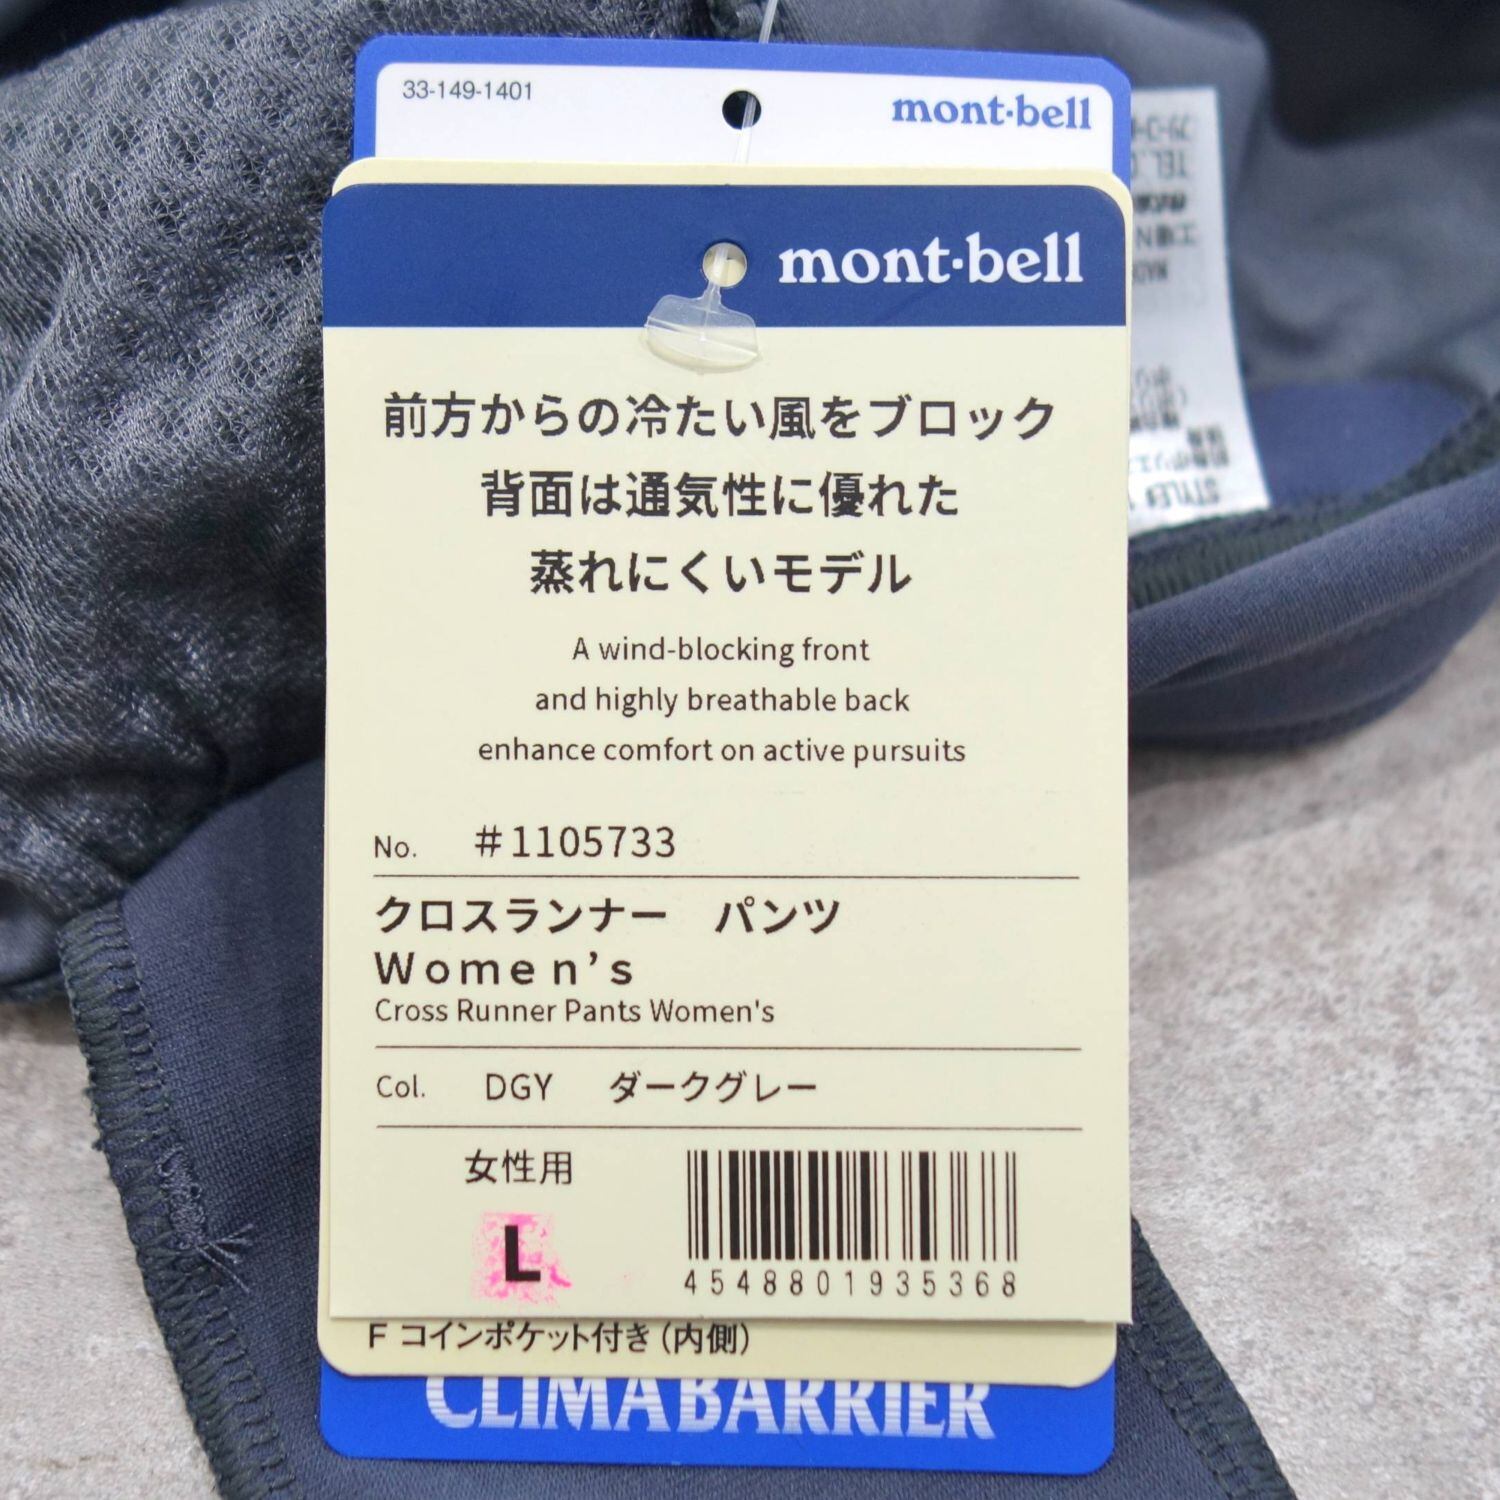 33-149-1401
mont·bell
mont·bell
前方からの冷たい風をブロック
背面は通気性に優れた
蒸れにくいモデル
A wind-blocking front
and highly breathable back
enhance comfort on active pursuits
No. #1105733
クロスランナー パンツ
Women's
Cross Runner Pants Women's
Col. DGY ダークグレー
女性用
L
4548801935368
F コインポケット付き(内側)
CLIMABARRIER
TEL
STYLE#